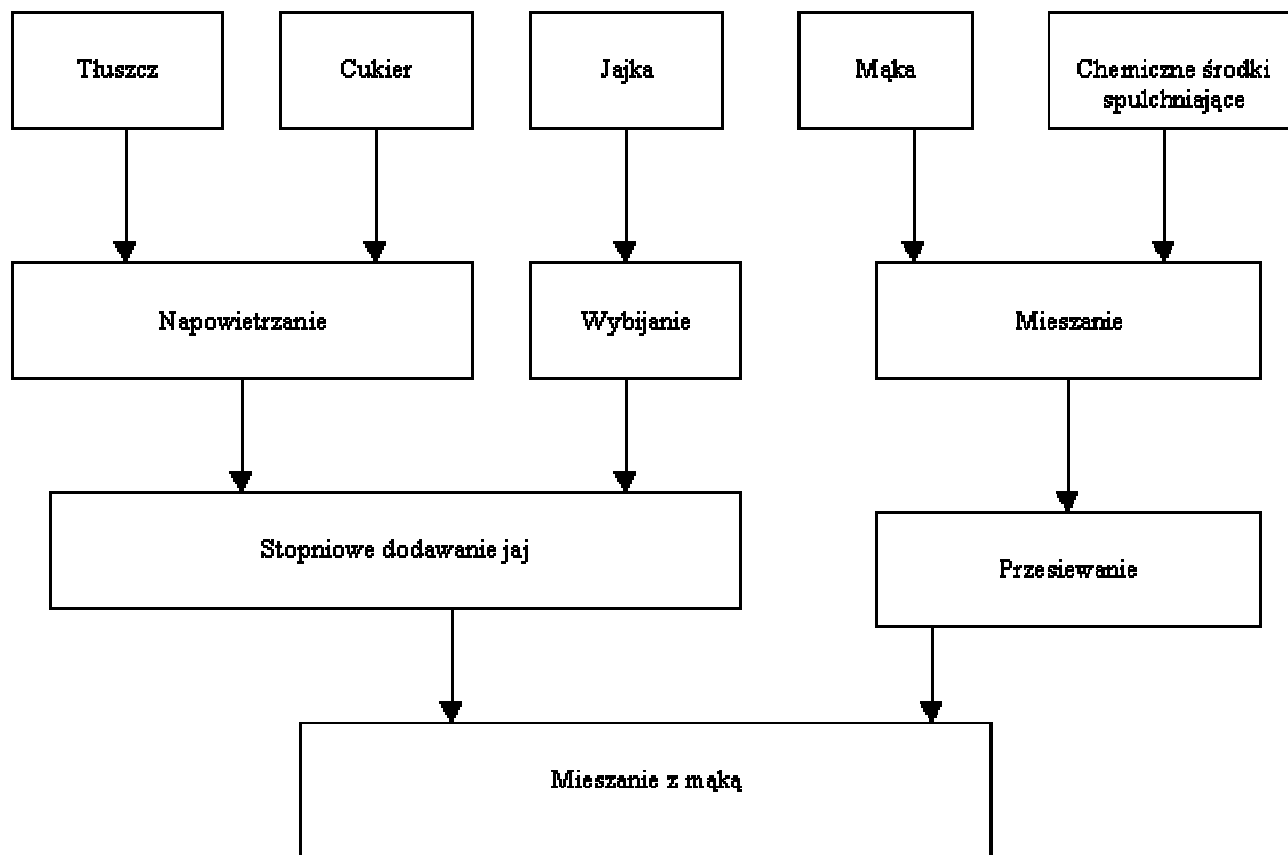 Tłuszcz
Cukier
Jajka
Mąka
Chemiczne środki
spulchniające
Napowietrzanie
Wybijanie
Mieszanie
Stopniowe dodawanie jaj
Przesiewanie
Mieszanie z mąką